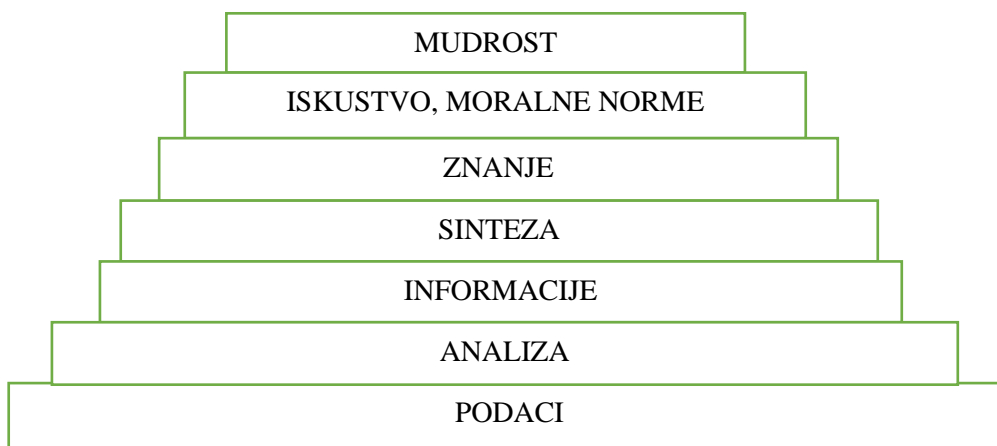 MUDROST
ISKUSTVO, MORALNE NORME
ZNANJE
SINTEZA
INFORMACIJE
ANALIZA
PODACI